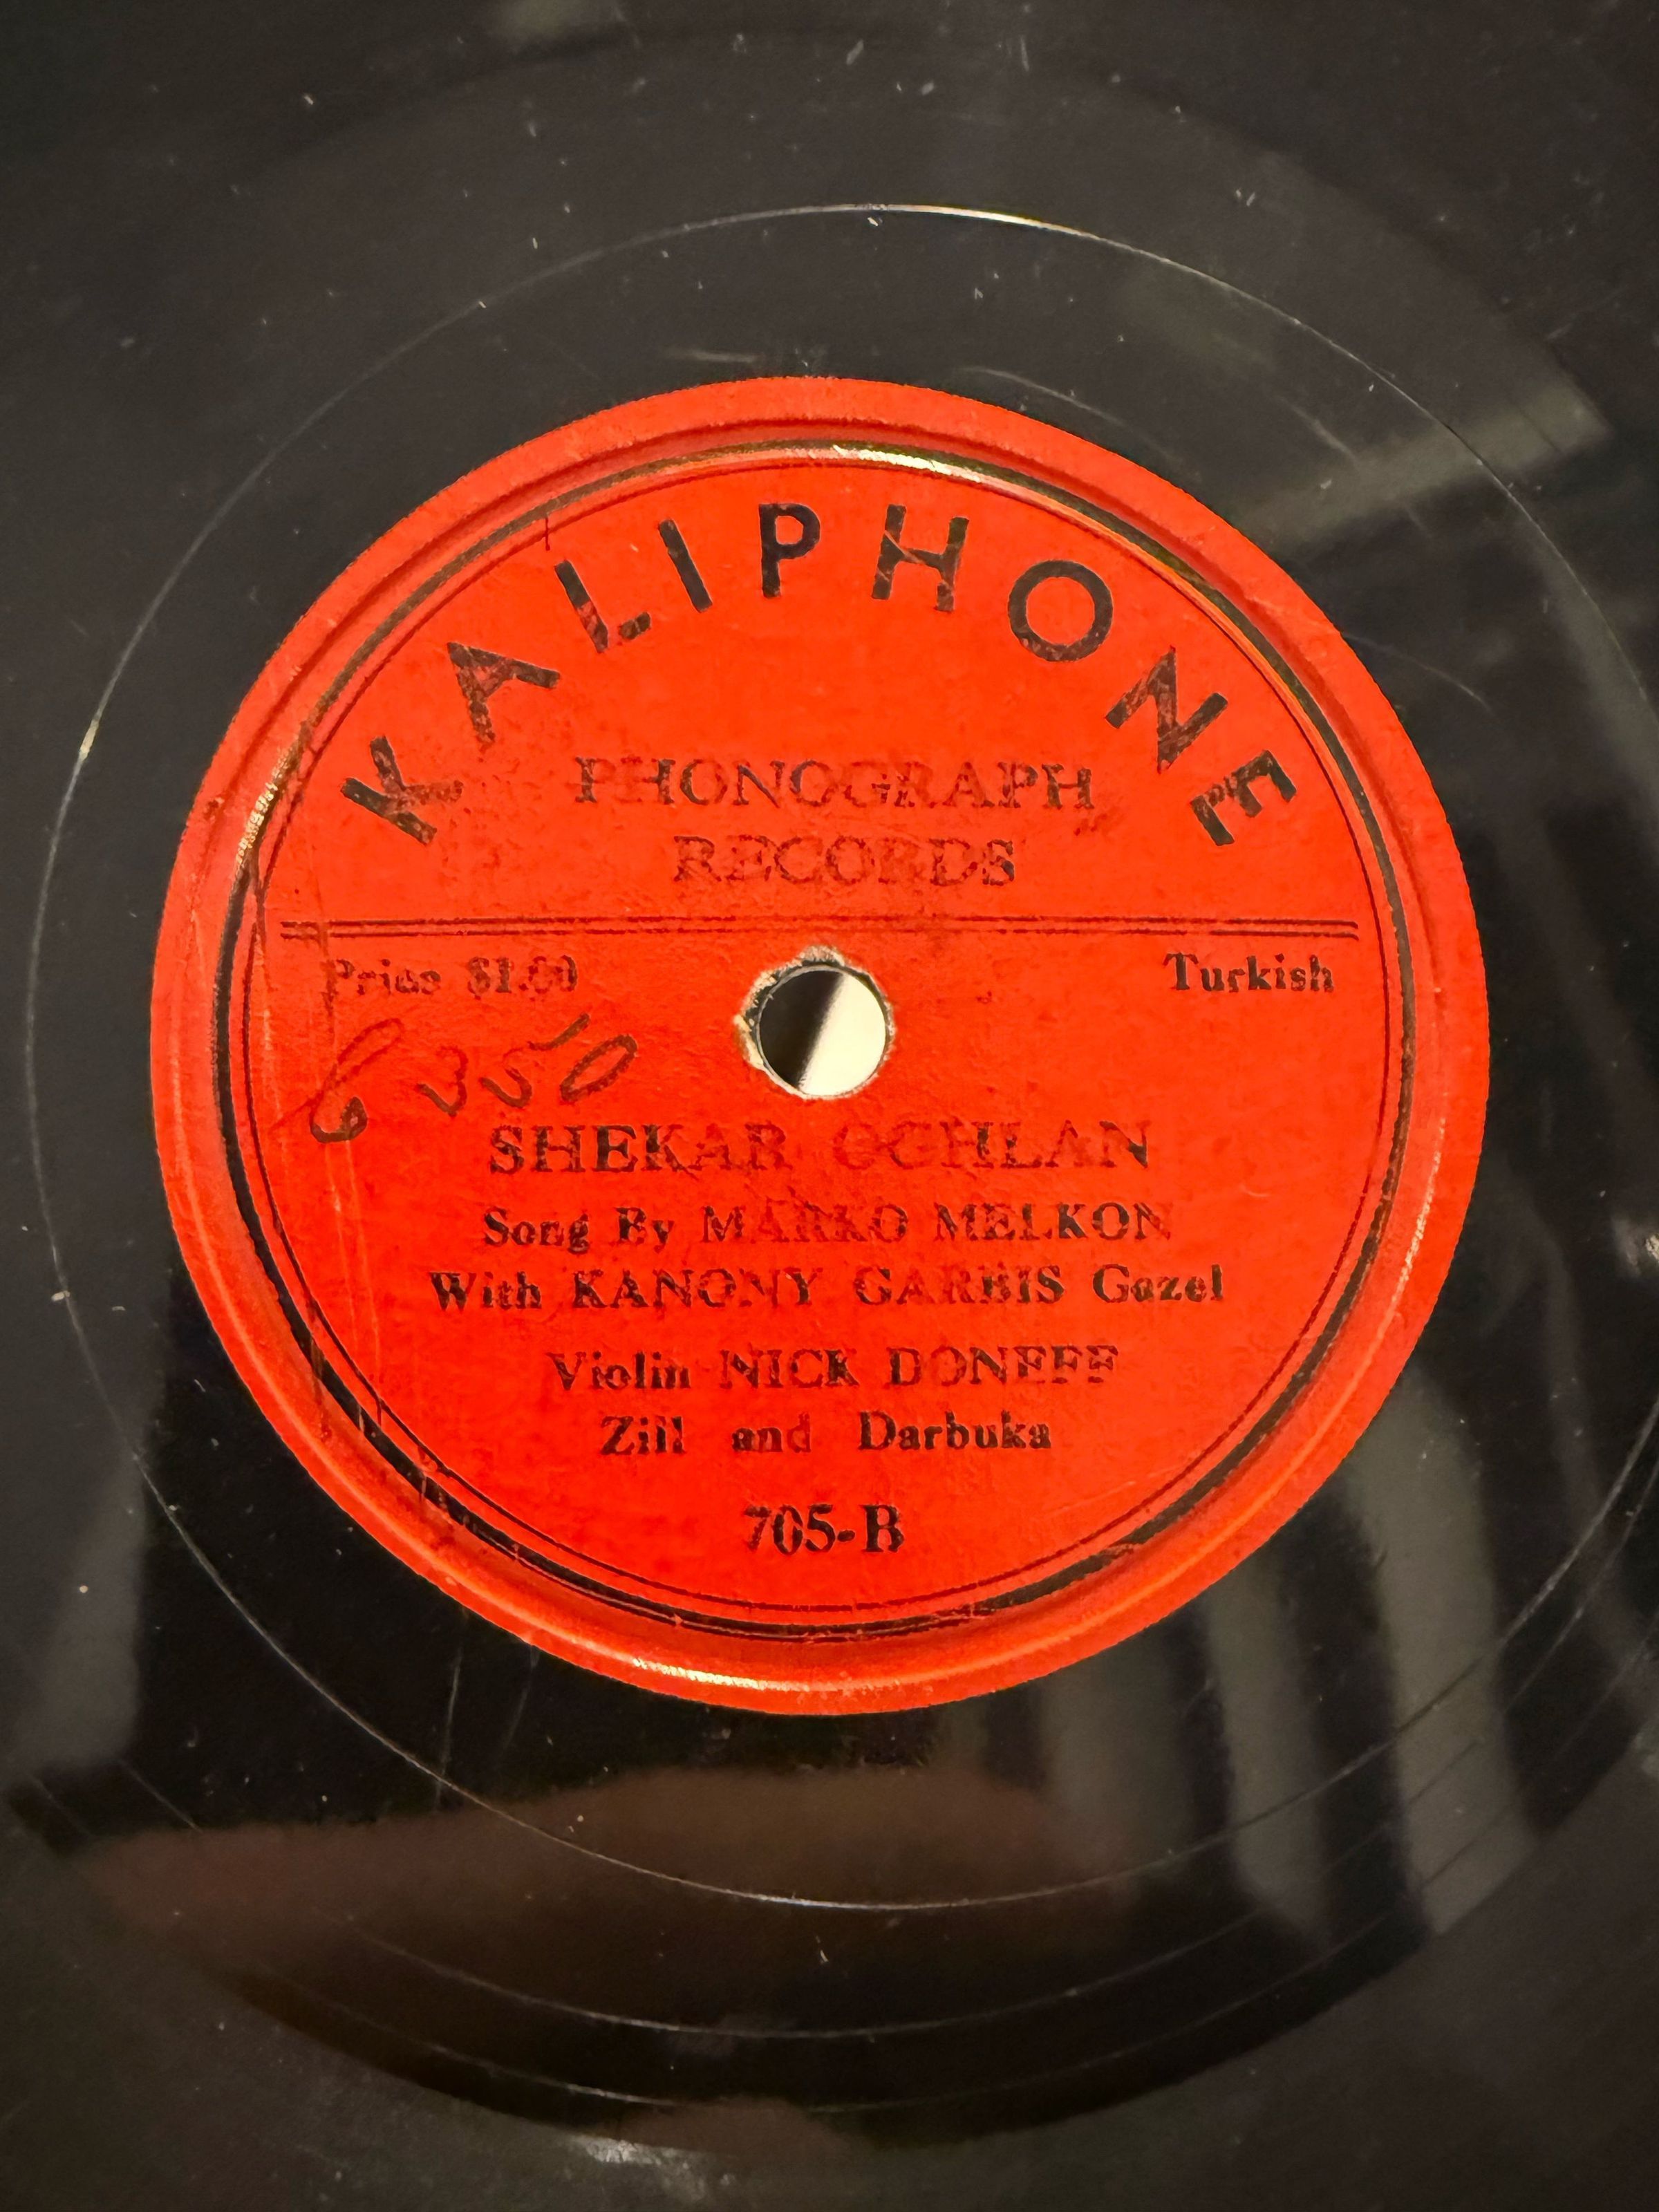 KALIPHONE
PHONOGRAPH
RECORDS
Price $1.00 Turkish
6350
SHEKAR OGHLAN
Song By MARKO MELKON
With KANONY GARBIS Gazel
Violin NICK DONEFF
Zill and Darbuka
705-B